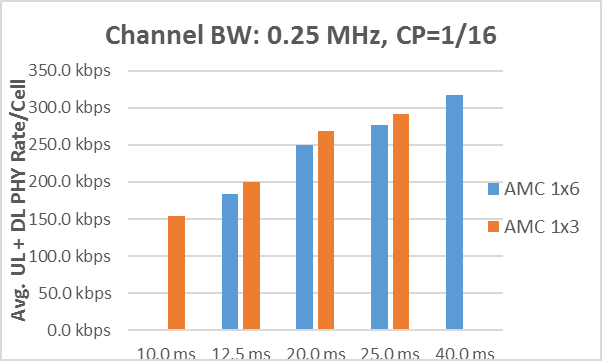 Channel BW: 0.25 MHz, CP=1/16
Avg. UL + DL PHY Rate/Cell
350.0 kbps
300.0 kbps
250.0 kbps
200.0 kbps
150.0 kbps
100.0 kbps
50.0 kbps
0.0 kbps
10.0 ms 12.5 ms 20.0 ms 25.0 ms 40.0 ms
AMC 1x6
AMC 1x3